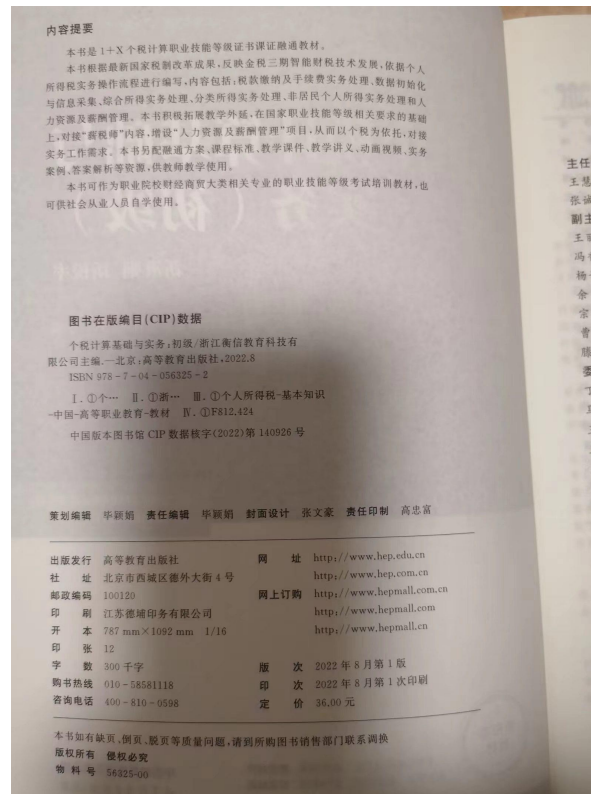 内容提要
本书是1+X个税计算职业技能等级证书课证融通教材。
本书根据最新国家税制改革成果，反映金税三期智能财税技术发展，依据个人
所得税实务操作流程进行编写，内容包括：税款缴纳及手续费实务处理、数据初始化
与信息采集、综合所得实务处理、分类所得实务处理、非居民个人所得实务处理和人
力资源及薪酬管理。本书积极拓展教学外延，在国家职业技能等级相关要求的基础
上，对接“薪税师”内容，增设“人力资源及薪酬管理”项目，从而以个税为依托，对接
实务工作需求。本书另配融通方案、课程标准、教学课件、教学讲义、动画视频、实务
案例、答案解析等资源，供教师教学使用。
本书可作为职业院校财经商贸大类相关专业的职业技能等级考试培训教材，也
可供社会从业人员自学使用。
图书在版编目(CIP)数据
个税计算基础与实务：初级/浙江衡信教育科技有
限公司主编.—北京：高等教育出版社，2022.8
ISBN 978-7-04-056325-2
Ⅰ.①个… Ⅱ.①浙… Ⅲ.①个人所得税-基本知识
-中国-高等职业教育-教材 Ⅳ.①F812.424
中国版本图书馆CIP数据核字(2022)第140926号
策划编辑 毕颖娟 责任编辑 毕颖娟 封面设计 张文豪 责任印制 高忠富
出版发行 高等教育出版社 网 址 http://www.hep.edu.cn
社 址 北京市西城区德外大街4号 http://www.hep.com.cn
邮政编码 100120 网上订购 http://www.hepmall.com.cn
印 刷 江苏德埔印务有限公司 http://www.hepmall.com
开 本 787 mm×1092 mm 1/16 http://www.hepmall.cn
印 张 12
字 数 300千字 版 次 2022年8月第1版
购书热线 010-58581118 印 次 2022年8月第1次印刷
咨询电话 400-810-0598 定 价 36.00元
本书如有缺页、倒页、脱页等质量问题，请到所购图书销售部门联系调换
版权所有 侵权必究
物 料 号 56325-00
主任
王慧
张诚
副主
冯
杨
余
宗
曹